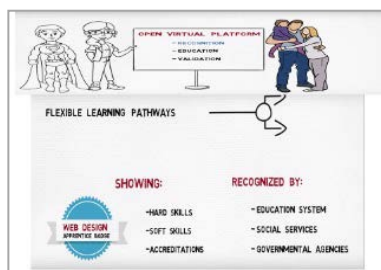 OPEN VIRTUAL PLATFORM
- RECOGNITION
- EDUCATION
- VALIDATION
FLEXIBLE LEARNING PATHWAYS
SHOWING:
-HARD SKILLS
-SOFT SKILLS
-ACCREDITATIONS
RECOGNIZED BY:
-EDUCATION SYSTEM
-SOCIAL SERVICES
-GOVERNMENTAL AGENCIES
WEB DESIGN
APPRENTICE BADGE